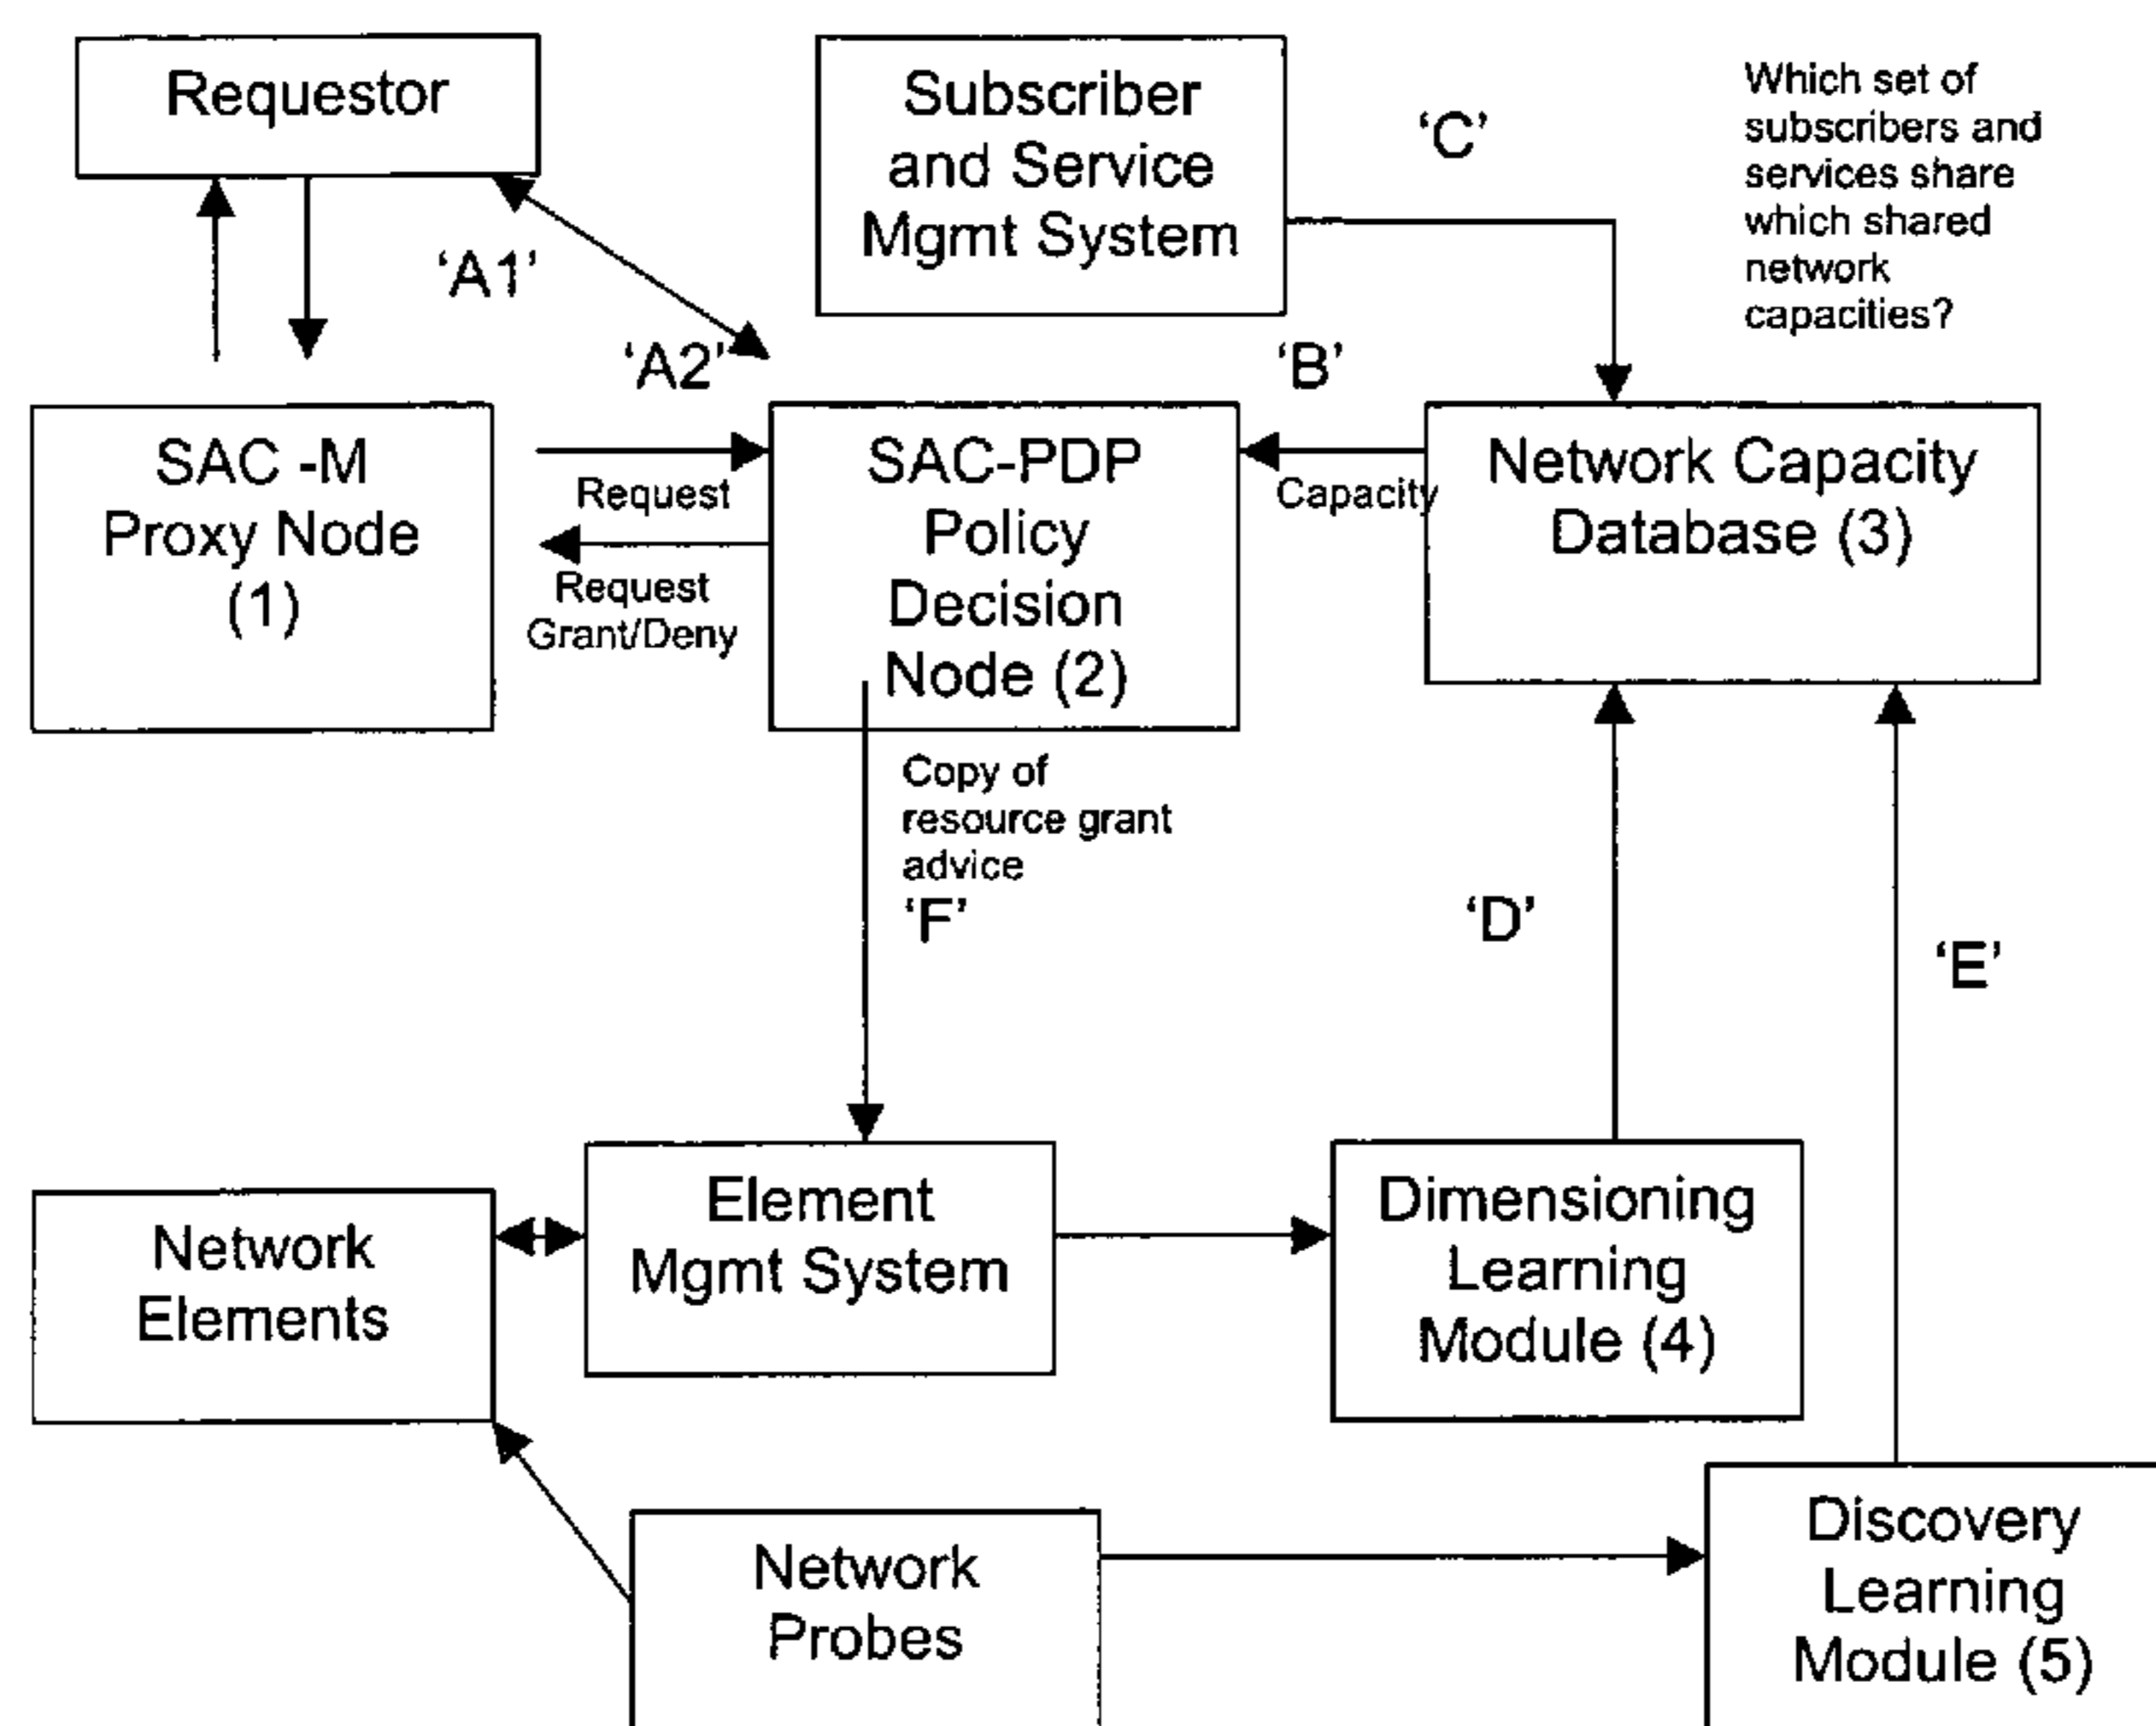 Requestor
Subscriber
and Service
Mgmt System
'C'
Which set of
subscribers and
services share
which shared
network
capacities?
'A1'
'A2'
'B'
SAC -M
Proxy Node
(1)
Request
Request
Grant/Deny
SAC-PDP
Policy
Decision
Node (2)
Capacity
Network Capacity
Database (3)
Copy of
resource grant
advice
'F'
'D'
'E'
Network
Elements
Element
Mgmt System
Dimensioning
Learning
Module (4)
Network
Probes
Discovery
Learning
Module (5)